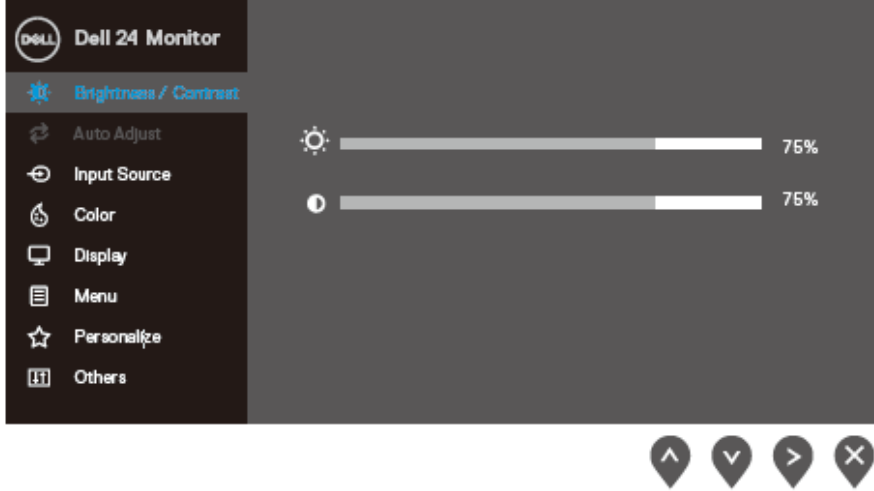 DELL
Dell 24 Monitor
Brightness / Contrast
Auto Adjust
75%
Input Source
75%
Color
Display
Menu
Personalize
Others